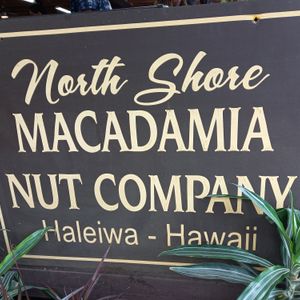 North Shore
MACADAMIA
NUT COMPANY
Haleiwa - Hawaii